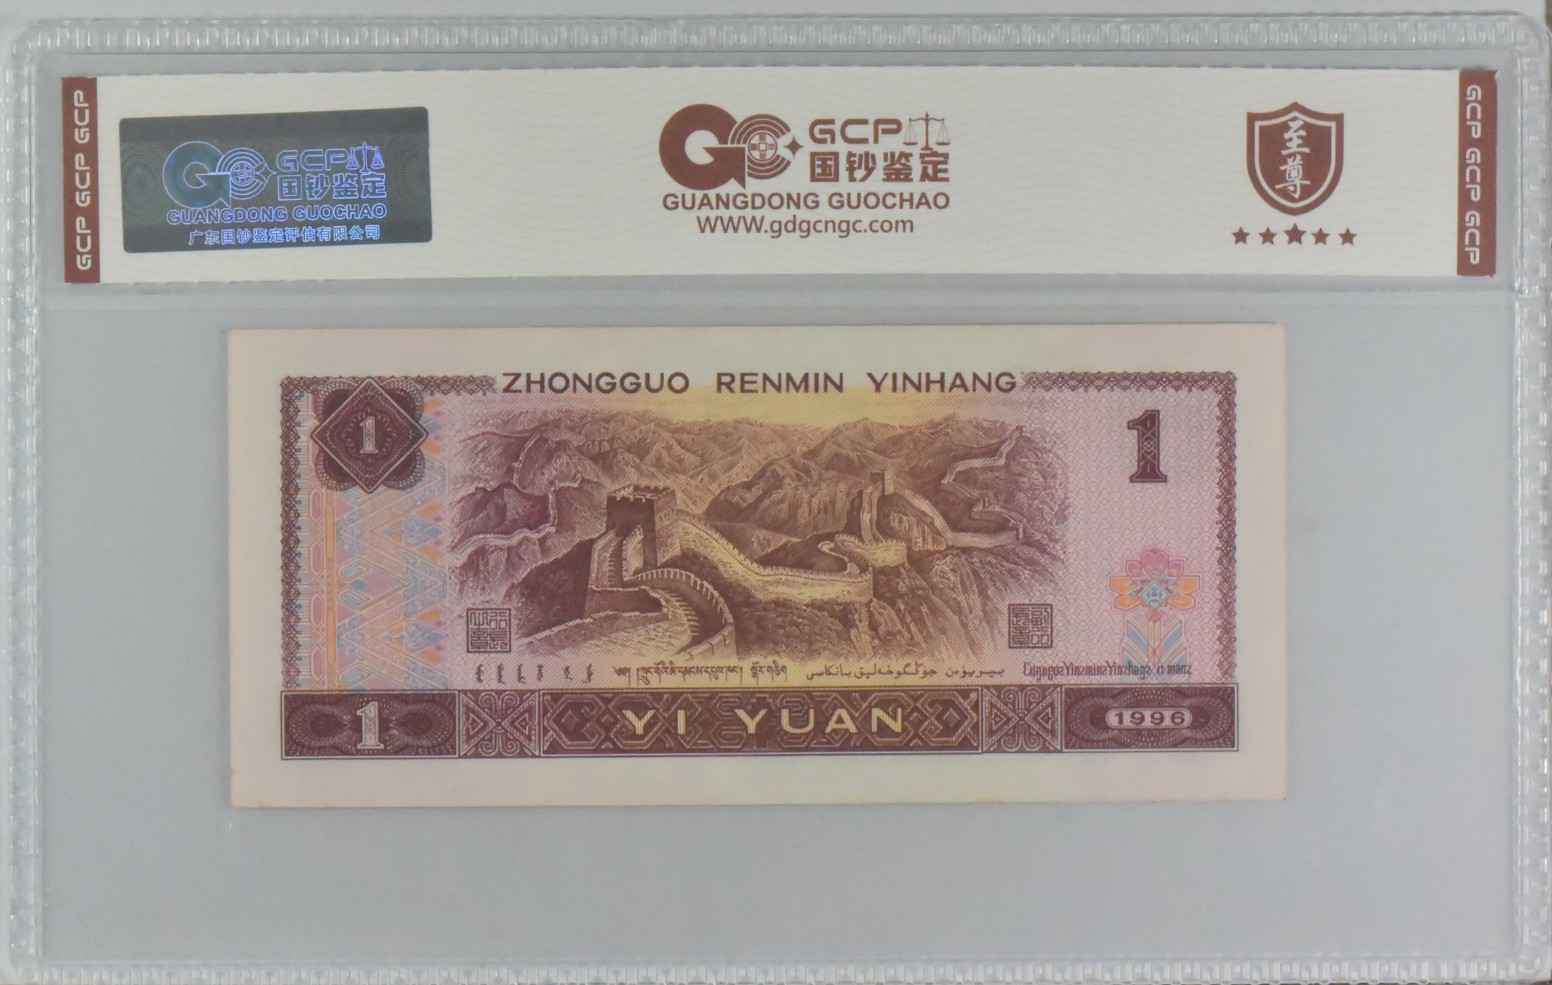 GCP GCP GCP
GCP
国钞鉴定
GUANGDONG GUOCHAO
广东国钞鉴定评估有限公司
GCP
国钞鉴定
GUANGDONG GUOCHAO
WWW.gdgcngc.com
至尊
GCP GCP GCP
ZHONGGUO RENMIN YINHANG
1
1
1
YI YUAN
1996